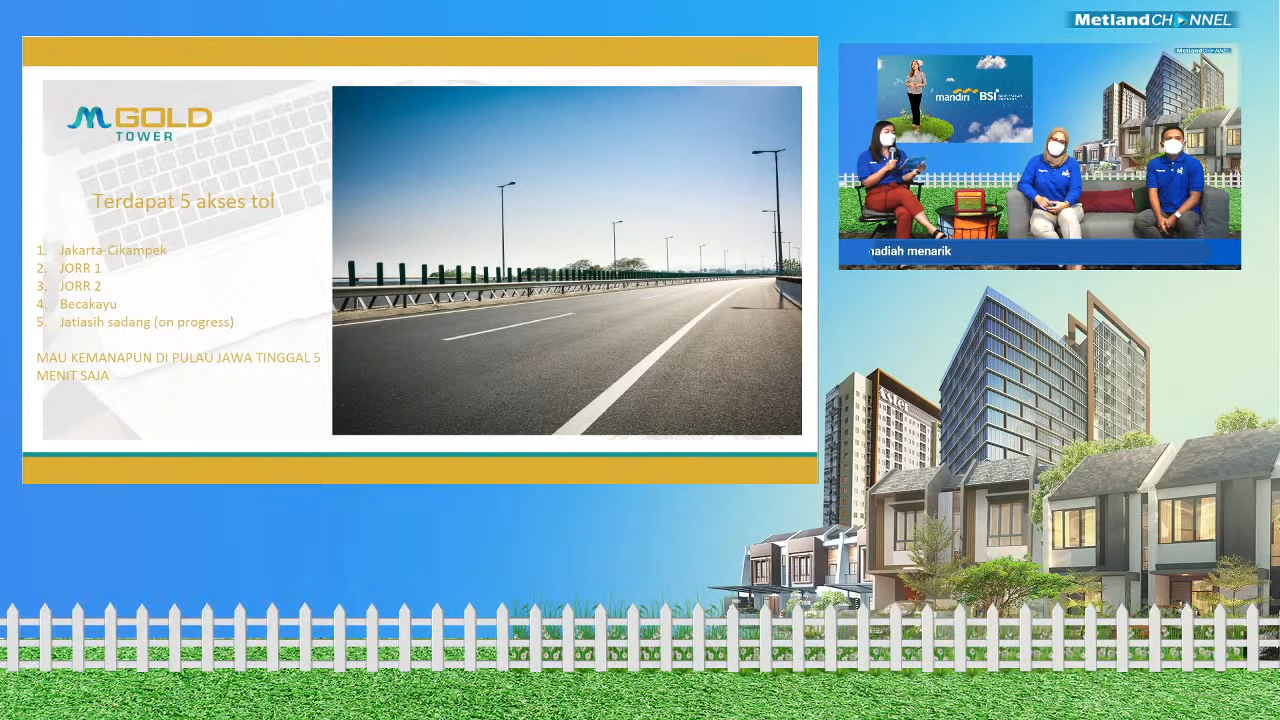 MetlandCHANNEL
M GOLD
TOWER
Terdapat 5 akses tol
1. Jakarta-Cikampek
2. JORR 1
3. JORR 2
4. Becakayu
5. Jatiasih sadang (on progress)
MAU KEMANAPUN DI PULAU JAWA TINGGAL 5
MENIT SAJA
MetlandCHANNEL
mandiri BSI
hadiah menarik